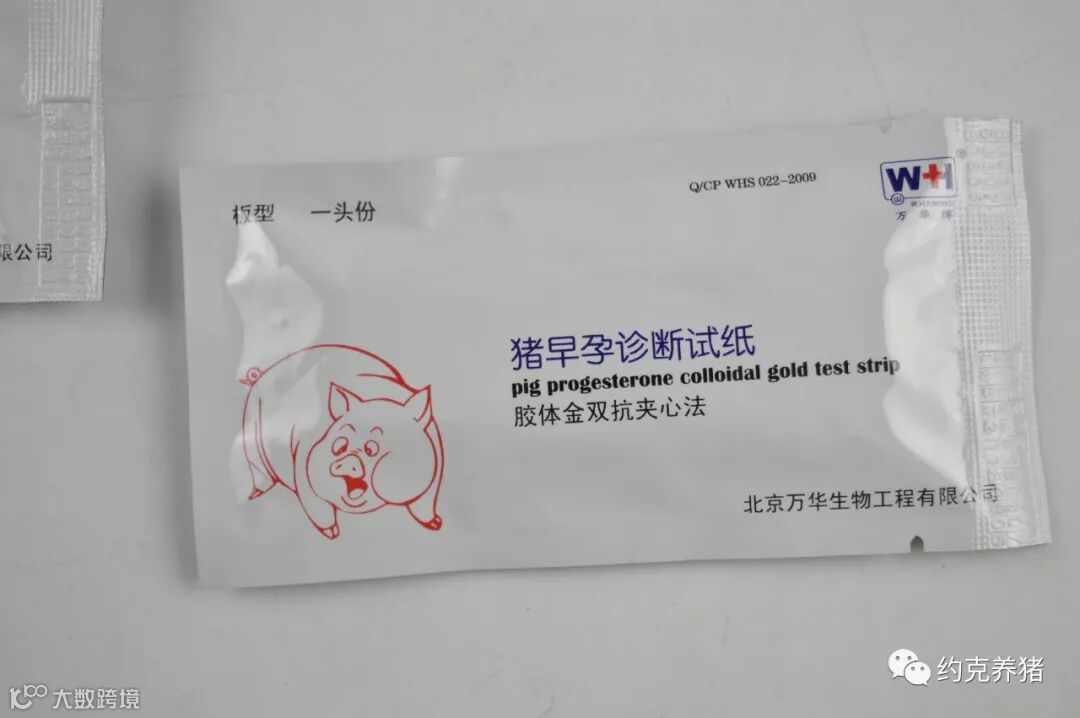 限公司
Q/CP WHS 022-2009
WH
®
万华牌
板型 一头份
猪早孕诊断试纸
pig progesterone colloidal gold test strip
胶体金双抗夹心法
北京万华生物工程有限公司
约克养猪
大数跨境